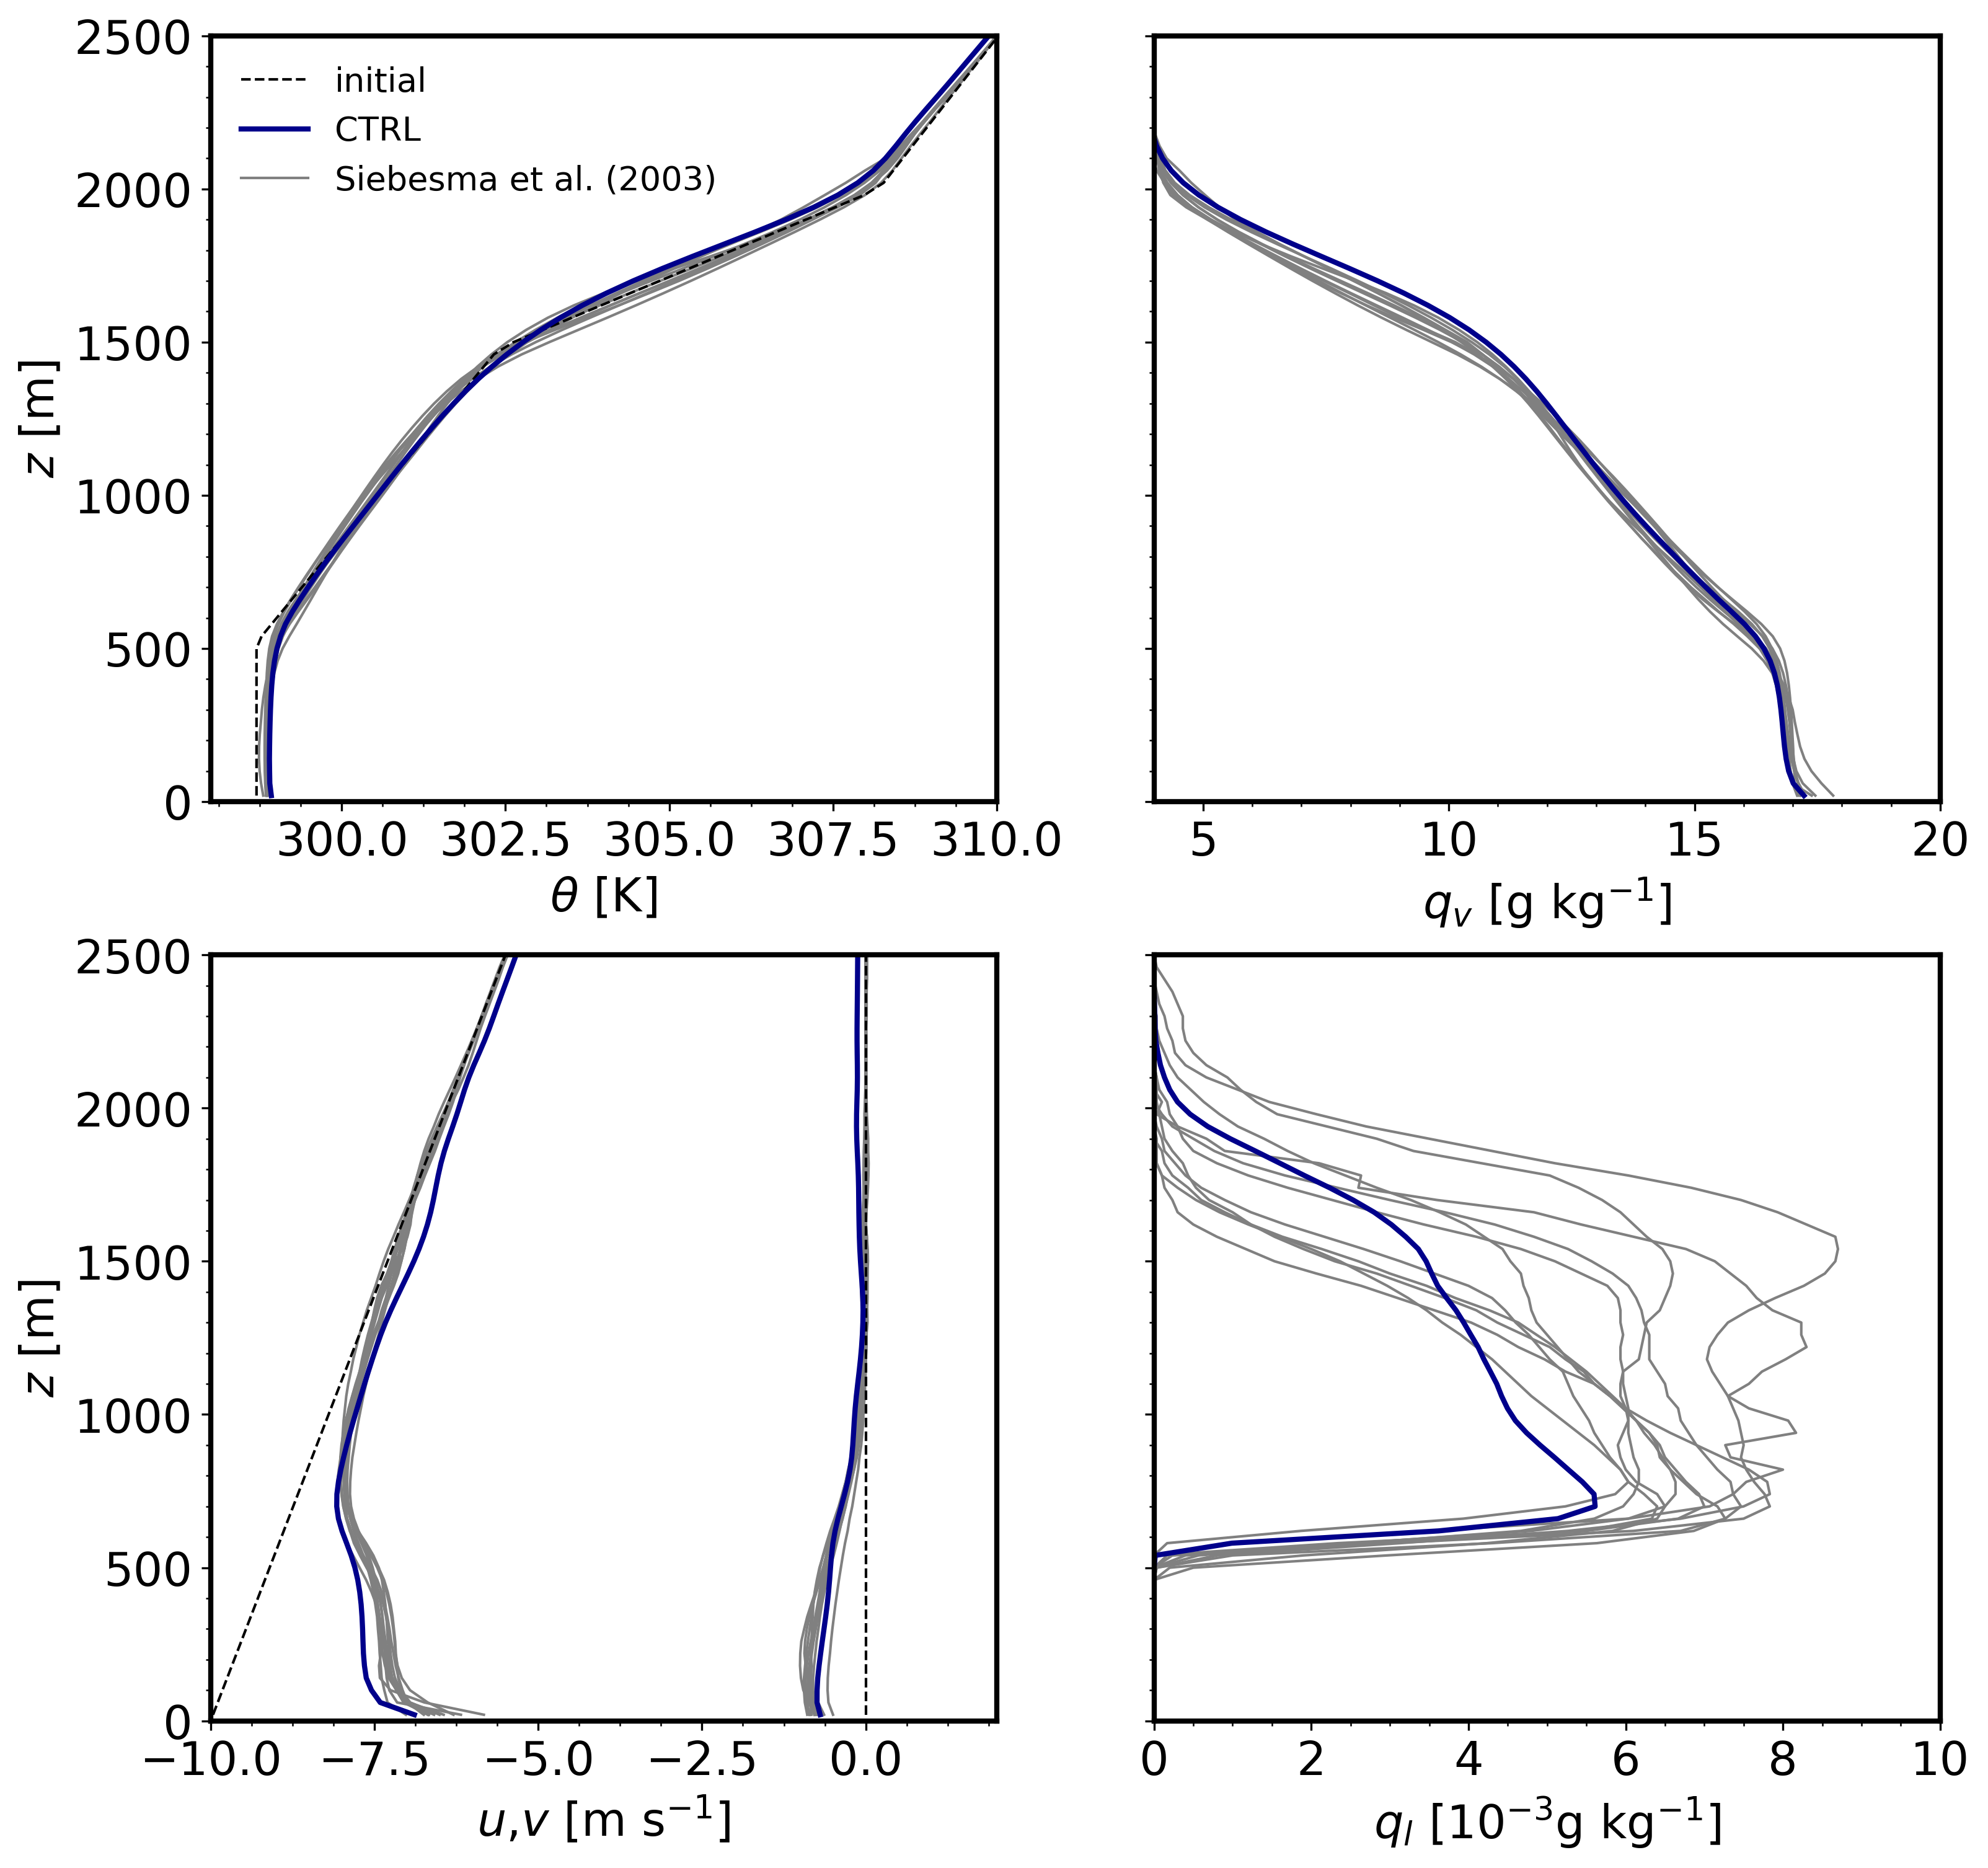 2500
initial
CTRL
Siebesma et al. (2003)
2000
1500
1000
500
0
z [m]
300.0 302.5 305.0 307.5 310.0
θ [K]
5 10 15 20
q_v [g kg⁻¹]
2500
2000
1500
1000
500
0
z [m]
−10.0 −7.5 −5.0 −2.5 0.0
u,v [m s⁻¹]
0 2 4 6 8 10
q_l [10⁻³g kg⁻¹]